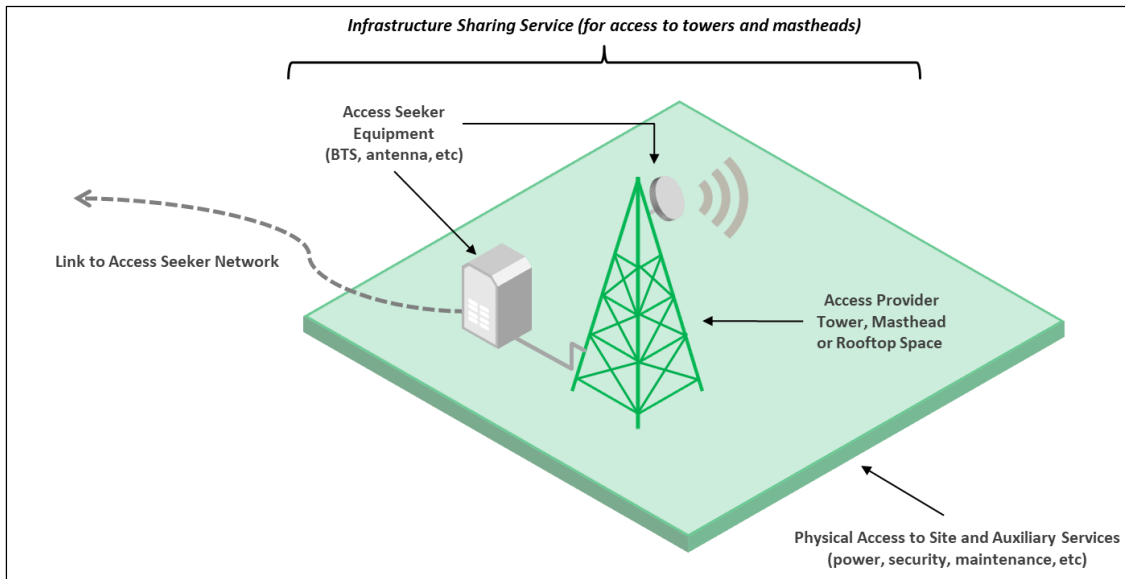 Infrastructure Sharing Service (for access to towers and mastheads)
Access Seeker
Equipment
(BTS, antenna, etc)
Link to Access Seeker Network
Access Provider
Tower, Masthead
or Rooftop Space
Physical Access to Site and Auxiliary Services
(power, security, maintenance, etc)